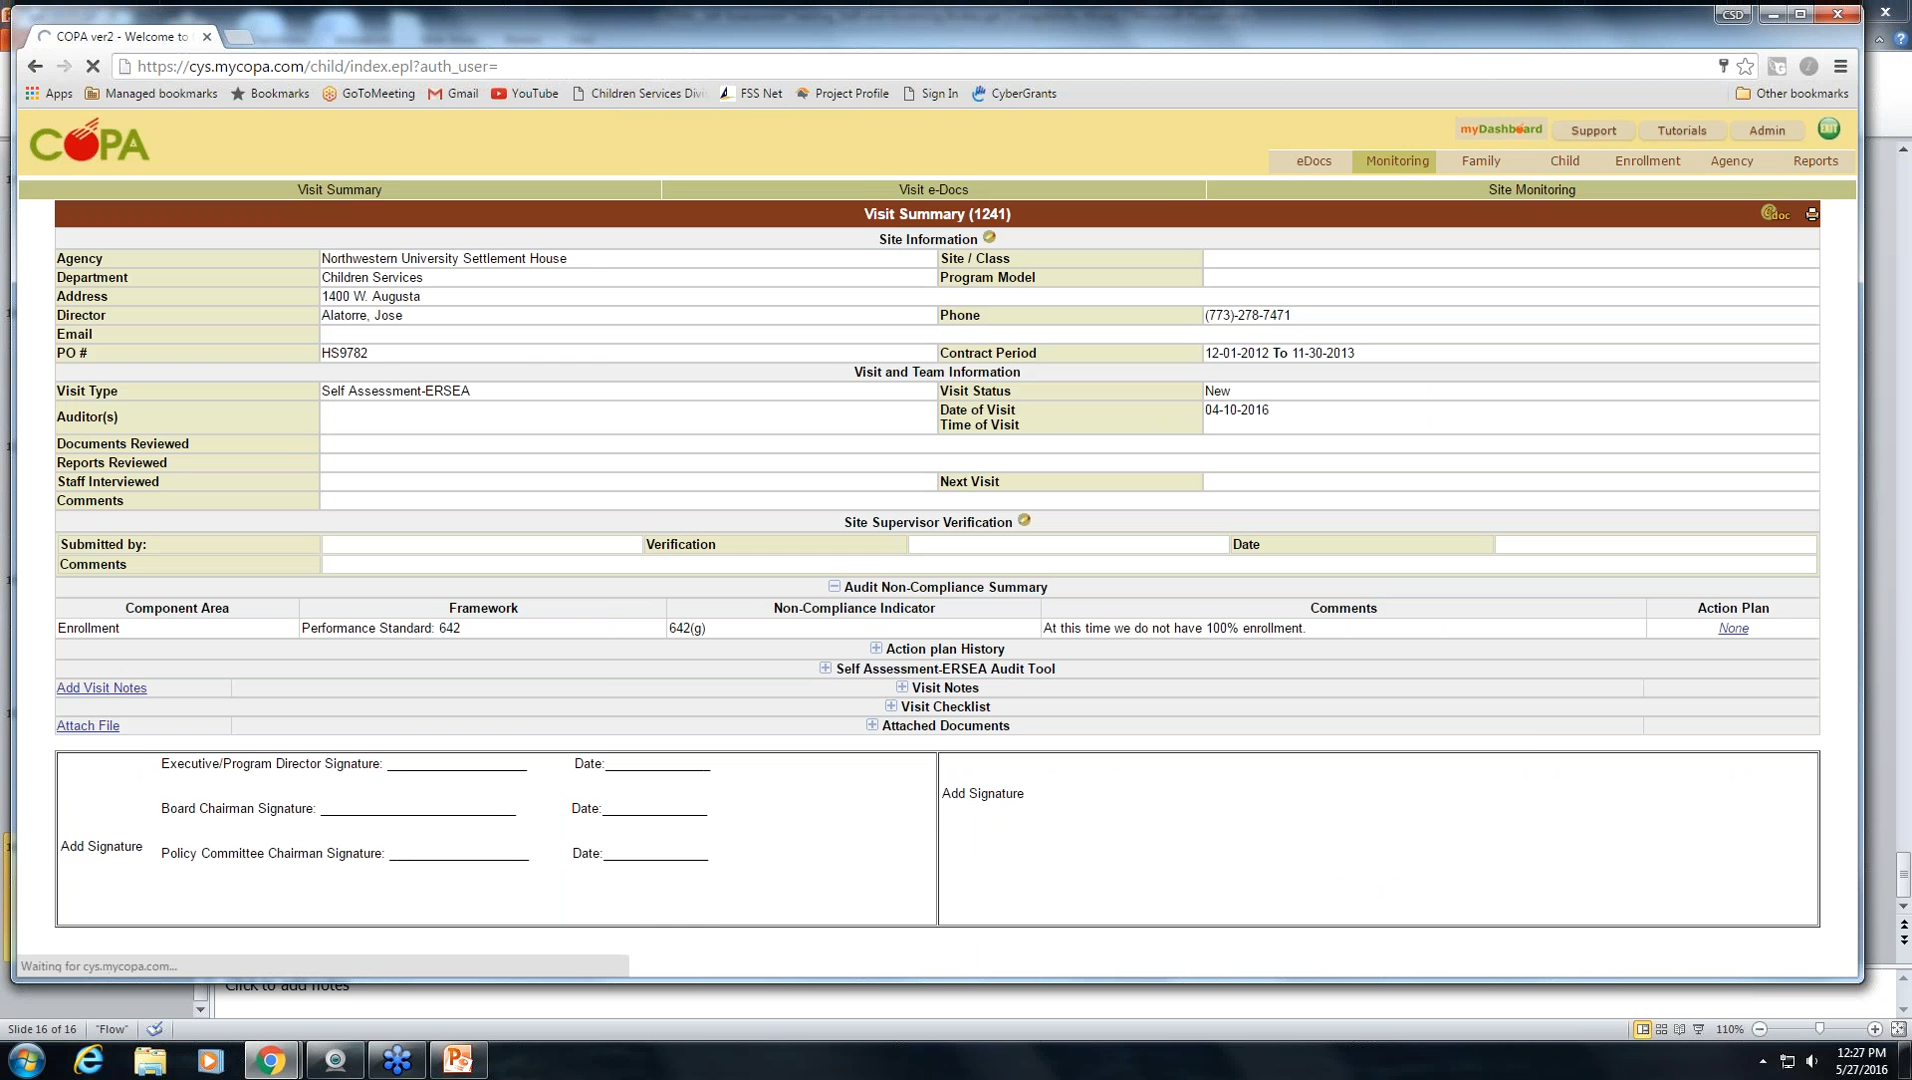 CSD
COPA ver2 - Welcome to
https://cys.mycopa.com/child/index.epl?auth_user=
Apps Managed bookmarks Bookmarks GoToMeeting Gmail YouTube Children Services Divi FSS Net Project Profile Sign In CyberGrants Other bookmarks
COPA
myDashboard Support Tutorials Admin EXIT
eDocs Monitoring Family Child Enrollment Agency Reports
Visit Summary Visit e-Docs Site Monitoring
Visit Summary (1241) @doc
Site Information
Agency Northwestern University Settlement House Site / Class
Department Children Services Program Model
Address 1400 W. Augusta
Director Alatorre, Jose Phone (773)-278-7471
Email
PO # HS9782 Contract Period 12-01-2012 To 11-30-2013
Visit and Team Information
Visit Type Self Assessment-ERSEA Visit Status New
Auditor(s) Date of Visit 04-10-2016
Time of Visit
Documents Reviewed
Reports Reviewed
Staff Interviewed Next Visit
Comments
Site Supervisor Verification
Submitted by: Verification Date
Comments
Audit Non-Compliance Summary
Component Area Framework Non-Compliance Indicator Comments Action Plan
Enrollment Performance Standard: 642 642(g) At this time we do not have 100% enrollment. None
Action plan History
Self Assessment-ERSEA Audit Tool
Add Visit Notes Visit Notes
Visit Checklist
Attach File Attached Documents
Executive/Program Director Signature: Date:
Add Signature
Board Chairman Signature: Date:
Add Signature Policy Committee Chairman Signature: Date:
Waiting for cys.mycopa.com...
Click to add notes
Slide 16 of 16 "Flow" 110%
12:27 PM
5/27/2016